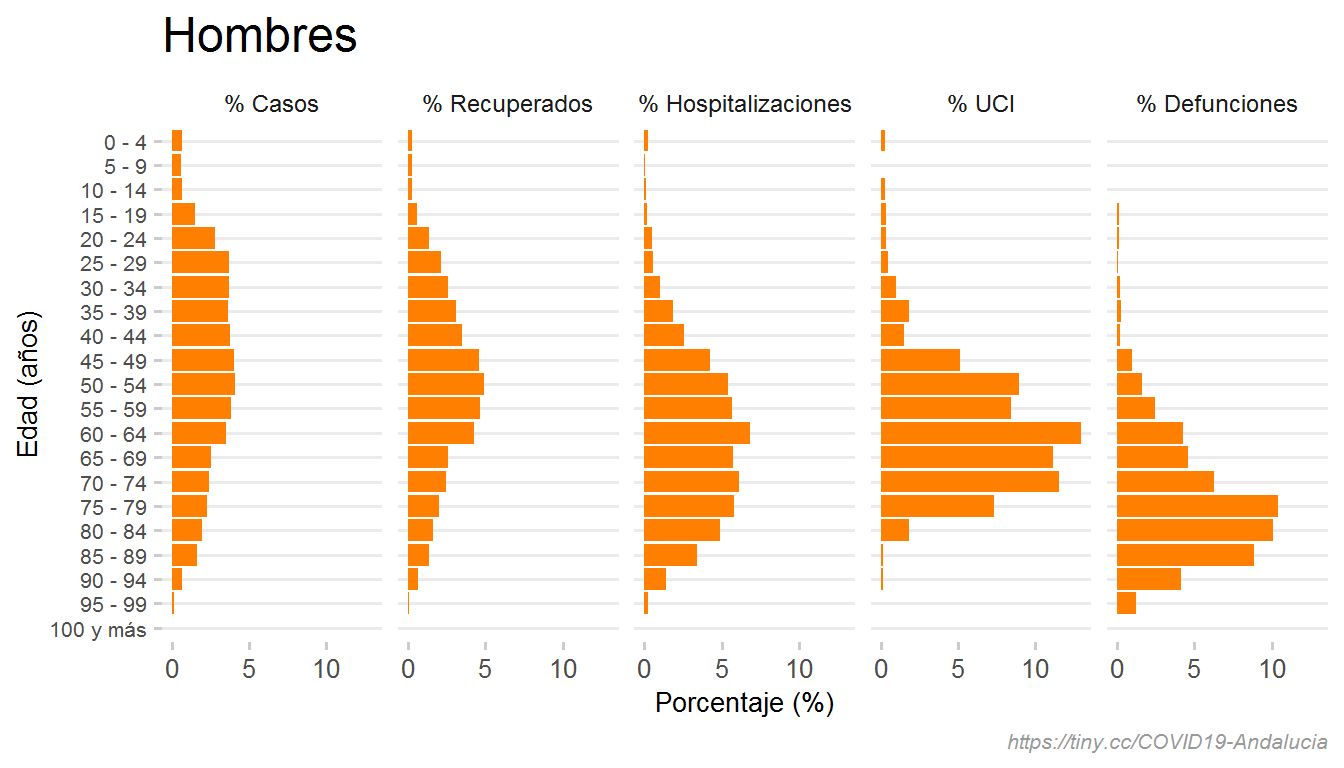 Hombres
% Casos % Recuperados % Hospitalizaciones % UCI % Defunciones
0 - 4
5 - 9
10 - 14
15 - 19
20 - 24
25 - 29
30 - 34
35 - 39
40 - 44
45 - 49
50 - 54
55 - 59
60 - 64
65 - 69
70 - 74
75 - 79
80 - 84
85 - 89
90 - 94
95 - 99
100 y más
Edad (años)
0 5 10 0 5 10 0 5 10 0 5 10 0 5 10
Porcentaje (%)
https://tiny.cc/COVID19-Andalucia